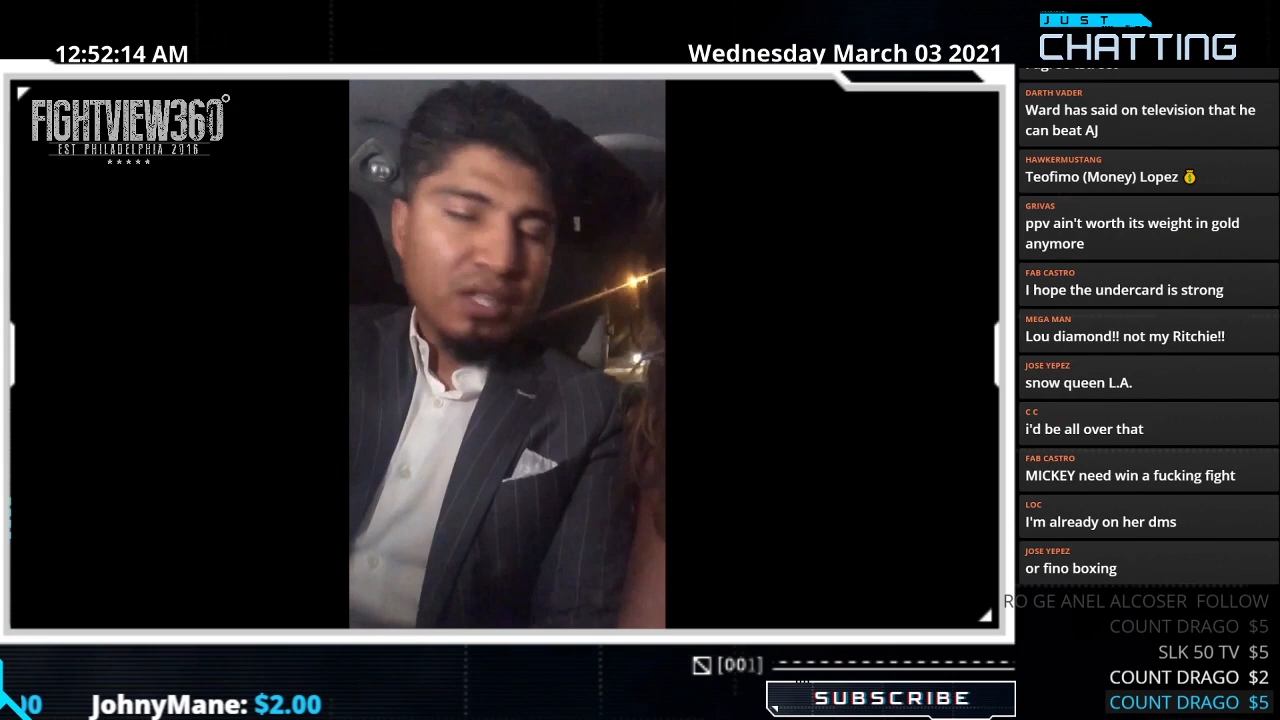 12:52:14 AM
Wednesday March 03 2021
JUST
CHATTING
FIGHTVIEW360°
EST PHILADELPHIA 2916
DARTH VADER
Ward has said on television that he
can beat AJ
HAWKERMUSTANG
Teofimo (Money) Lopez 💰
GRIVAS
ppv ain't worth its weight in gold
anymore
FAB CASTRO
I hope the undercard is strong
MEGA MAN
Lou diamond!! not my Ritchie!!
JOSE YEPEZ
snow queen L.A.
C C
i'd be all over that
FAB CASTRO
MICKEY need win a fucking fight
LOC
I'm already on her dms
JOSE YEPEZ
or fino boxing
RO GE ANEL ALCOSER FOLLOW
COUNT DRAGO $5
SLK 50 TV $5
COUNT DRAGO $2
COUNT DRAGO $5
[001]
SUBSCRIBE
00 JohnyMane: $2.00